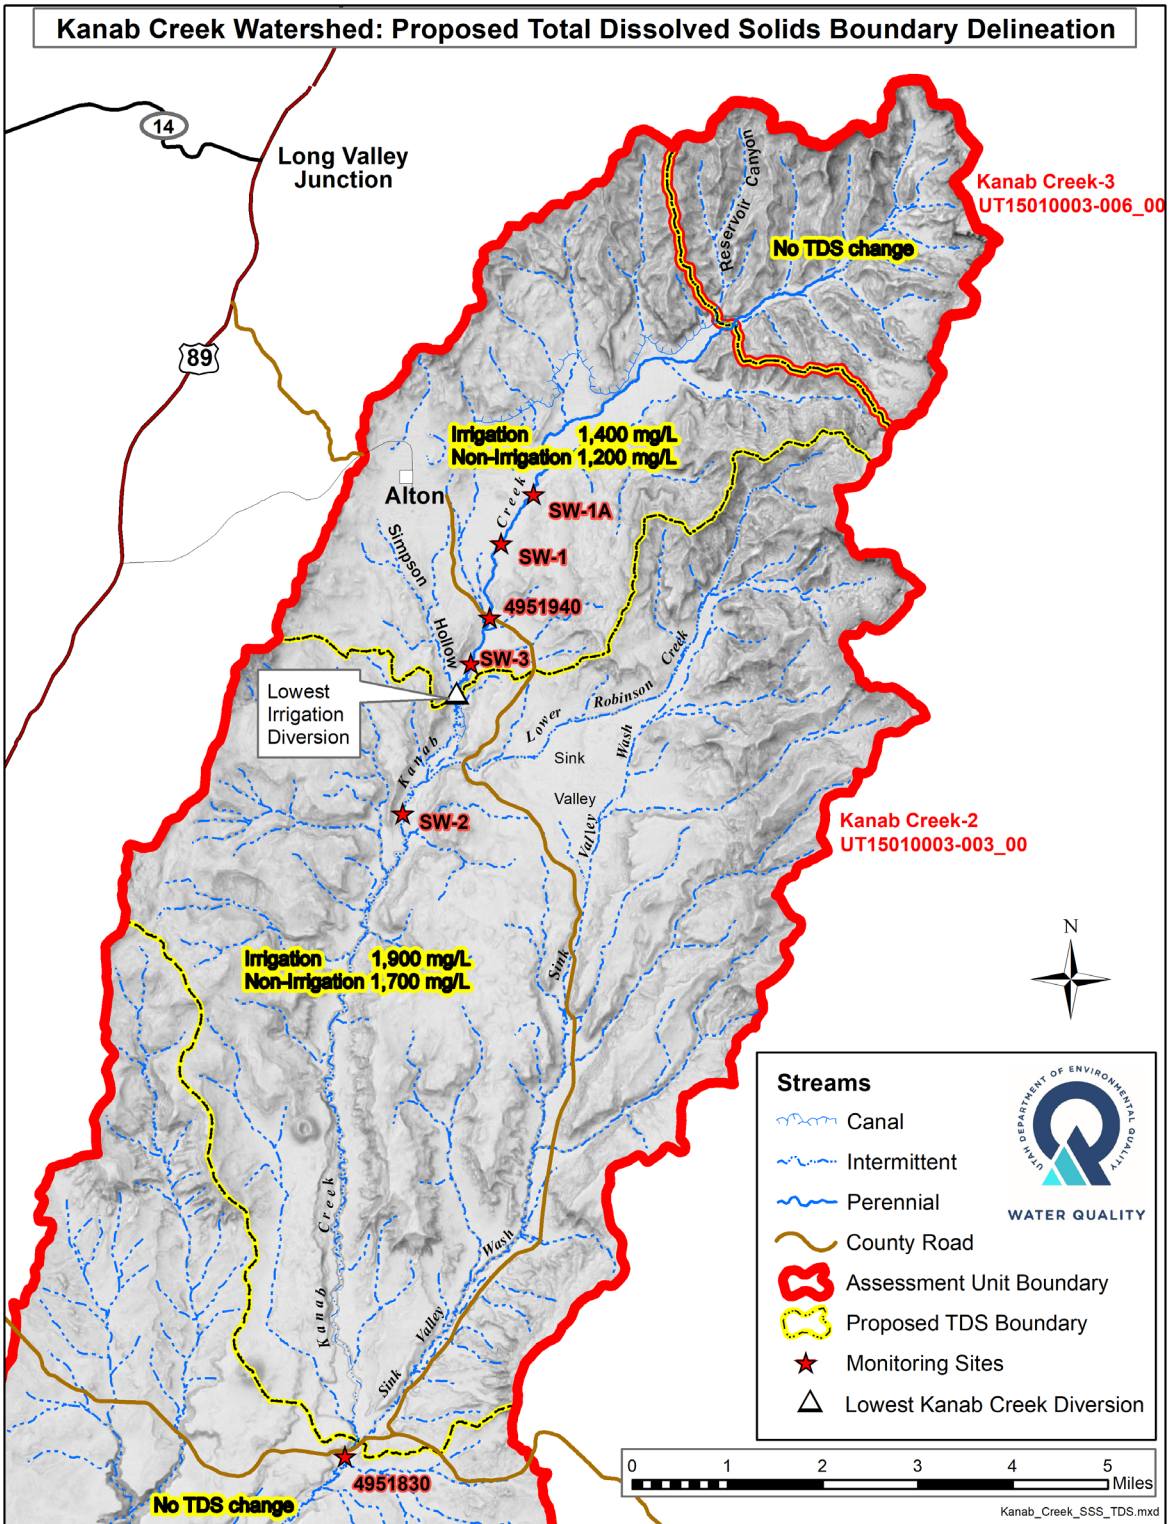 Kanab Creek Watershed: Proposed Total Dissolved Solids Boundary Delineation
14
Long Valley
Junction
Reservoir Canyon
Kanab Creek-3
UT15010003-006_00
No TDS change
89
Irrigation 1,400 mg/L
Non-Irrigation 1,200 mg/L
Alton
Creek
SW-1A
Simpson
Hollow
SW-1
4951940
SW-3
Lowest
Irrigation
Diversion
Kanab
Lower
Robinson
Creek
Sink
Valley
Wash
Valley
Sink
SW-2
Kanab Creek-2
UT15010003-003_00
Irrigation 1,900 mg/L
Non-Irrigation 1,700 mg/L
N
Kanab Creek
Wash
Valley
Sink
4951830
No TDS change
Streams
Canal
Intermittent
Perennial
County Road
Assessment Unit Boundary
Proposed TDS Boundary
Monitoring Sites
Lowest Kanab Creek Diversion
UTAH DEPARTMENT OF ENVIRONMENTAL QUALITY
WATER QUALITY
0 1 2 3 4 5
Miles
Kanab_Creek_SSS_TDS.mxd